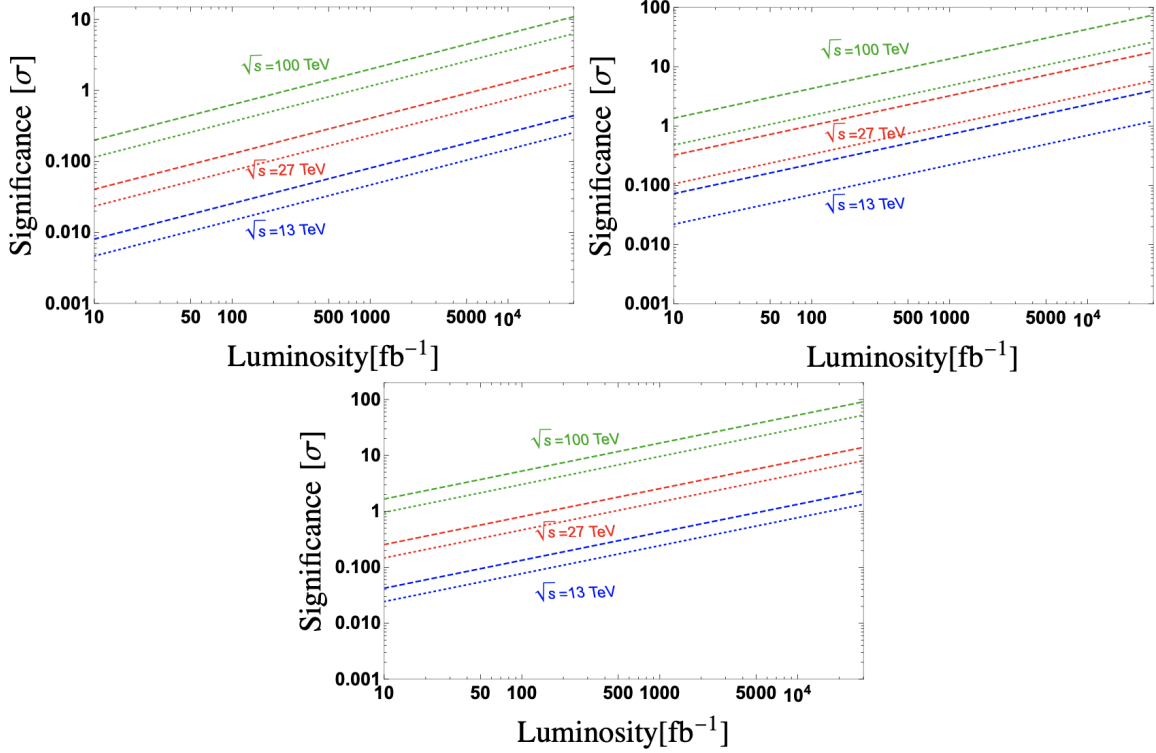 Significance [σ]
10
1
0.100
0.010
0.001
√s=100 TeV
√s=27 TeV
√s=13 TeV
10 50 100 500 1000 5000 10⁴
Luminosity[fb⁻¹]
Significance [σ]
100
10
1
0.100
0.010
0.001
√s=100 TeV
√s=27 TeV
√s=13 TeV
10 50 100 500 1000 5000 10⁴
Luminosity[fb⁻¹]
Significance [σ]
100
10
1
0.100
0.010
0.001
√s=100 TeV
√s=27 TeV
√s=13 TeV
10 50 100 500 1000 5000 10⁴
Luminosity[fb⁻¹]